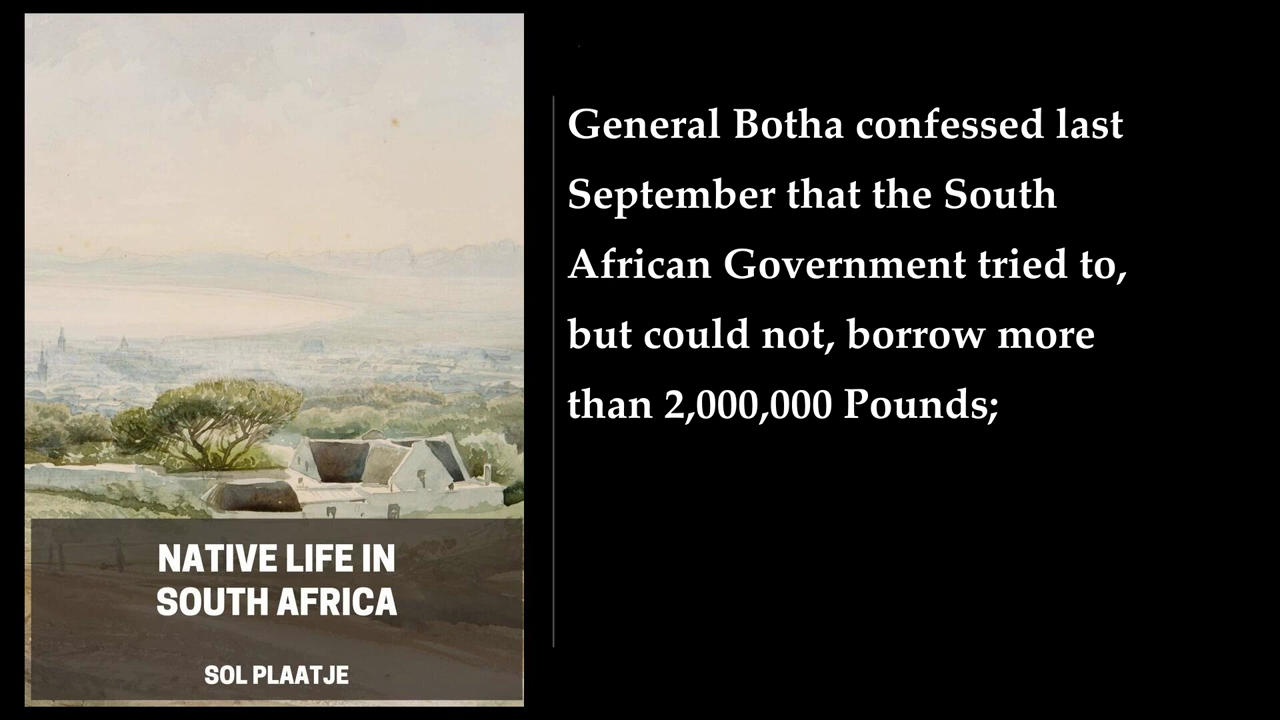 NATIVE LIFE IN
SOUTH AFRICA
SOL PLAATJE
General Botha confessed last
September that the South
African Government tried to,
but could not, borrow more
than 2,000,000 Pounds;